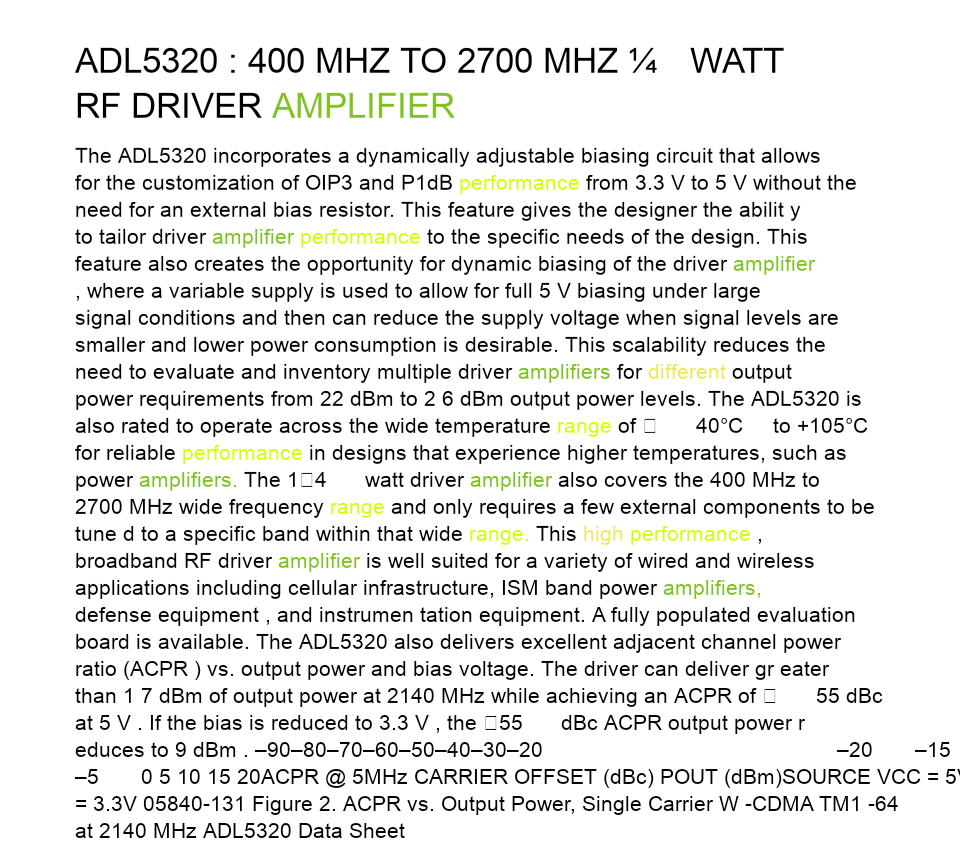 ADL5320 : 400 MHZ TO 2700 MHZ ¼ WATT
RF DRIVER AMPLIFIER
The ADL5320 incorporates a dynamically adjustable biasing circuit that allows
for the customization of OIP3 and P1dB performance from 3.3 V to 5 V without the
need for an external bias resistor. This feature gives the designer the abilit y
to tailor driver amplifier performance to the specific needs of the design. This
feature also creates the opportunity for dynamic biasing of the driver amplifier
, where a variable supply is used to allow for full 5 V biasing under large
signal conditions and then can reduce the supply voltage when signal levels are
smaller and lower power consumption is desirable. This scalability reduces the
need to evaluate and inventory multiple driver amplifiers for different output
power requirements from 22 dBm to 2 6 dBm output power levels. The ADL5320 is
also rated to operate across the wide temperature range of □ 40°C to +105°C
for reliable performance in designs that experience higher temperatures, such as
power amplifiers. The 1□4 watt driver amplifier also covers the 400 MHz to
2700 MHz wide frequency range and only requires a few external components to be
tune d to a specific band within that wide range. This high performance ,
broadband RF driver amplifier is well suited for a variety of wired and wireless
applications including cellular infrastructure, ISM band power amplifiers,
defense equipment , and instrumen tation equipment. A fully populated evaluation
board is available. The ADL5320 also delivers excellent adjacent channel power
ratio (ACPR ) vs. output power and bias voltage. The driver can deliver gr eater
than 1 7 dBm of output power at 2140 MHz while achieving an ACPR of □ 55 dBc
at 5 V . If the bias is reduced to 3.3 V , the □55 dBc ACPR output power r
educes to 9 dBm . –90–80–70–60–50–40–30–20 –20 –15
–5 0 5 10 15 20ACPR @ 5MHz CARRIER OFFSET (dBc) POUT (dBm)SOURCE VCC = 5V
= 3.3V 05840-131 Figure 2. ACPR vs. Output Power, Single Carrier W -CDMA TM1 -64
at 2140 MHz ADL5320 Data Sheet